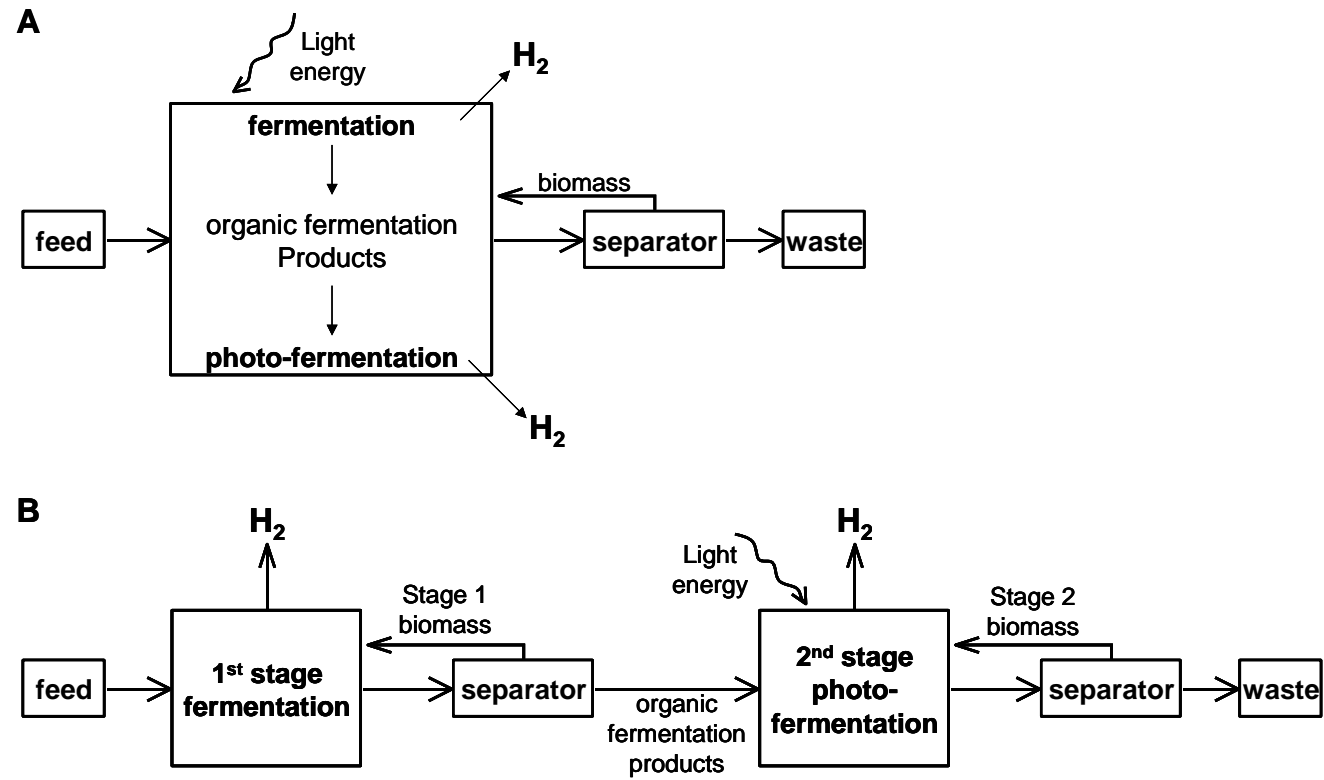 A
Light
energy
H₂
fermentation
biomass
organic fermentation
Products
feed
separator
waste
photo-fermentation
H₂
B
H₂
H₂
Light
energy
Stage 1
biomass
Stage 2
biomass
feed
1st stage
fermentation
separator
organic
fermentation
products
2nd stage
photo-
fermentation
separator
waste